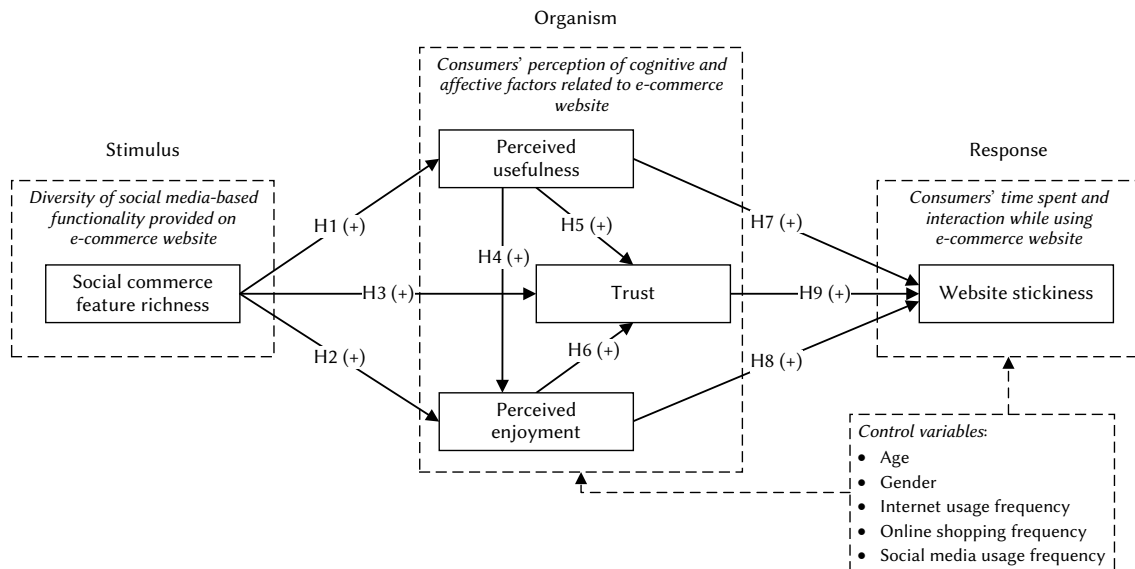 Organism
Consumers’ perception of cognitive and
affective factors related to e-commerce
website
Stimulus
Diversity of social media-based
functionality provided on
e-commerce website
Social commerce
feature richness
H1 (+)
H3 (+)
H2 (+)
Perceived
usefulness
H5 (+)
H4 (+)
Trust
H6 (+)
Perceived
enjoyment
H7 (+)
H9 (+)
H8 (+)
Response
Consumers’ time spent and
interaction while using
e-commerce website
Website stickiness
Control variables:
• Age
• Gender
• Internet usage frequency
• Online shopping frequency
• Social media usage frequency